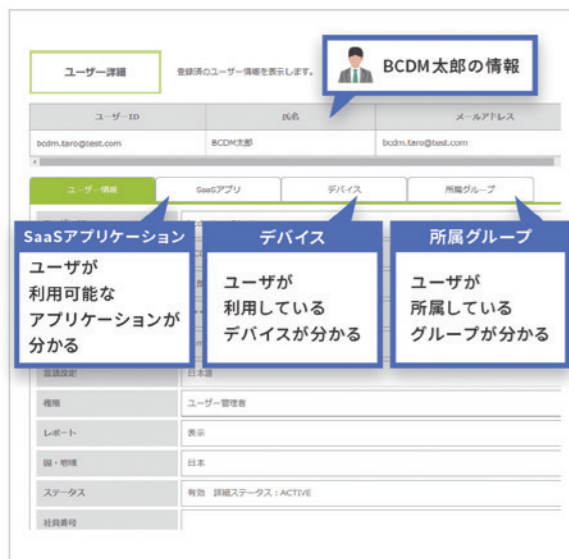 ユーザー詳細
登録済のユーザー情報を表示します。
BCDM太郎の情報
ユーザーID
氏名
メールアドレス
bcdm.taro@test.com
BCDM太郎
bcdm.taro@test.com
ユーザー情報
SaaSアプリ
デバイス
所属グループ
SaaSアプリケーション
ユーザが
利用可能な
アプリケーションが
分かる
デバイス
ユーザが
利用している
デバイスが分かる
所属グループ
ユーザが
所属している
グループが分かる
言語設定
日本語
権限
ユーザー管理者
レポート
表示
国・地域
日本
ステータス
有効 詳細ステータス:ACTIVE
社員番号